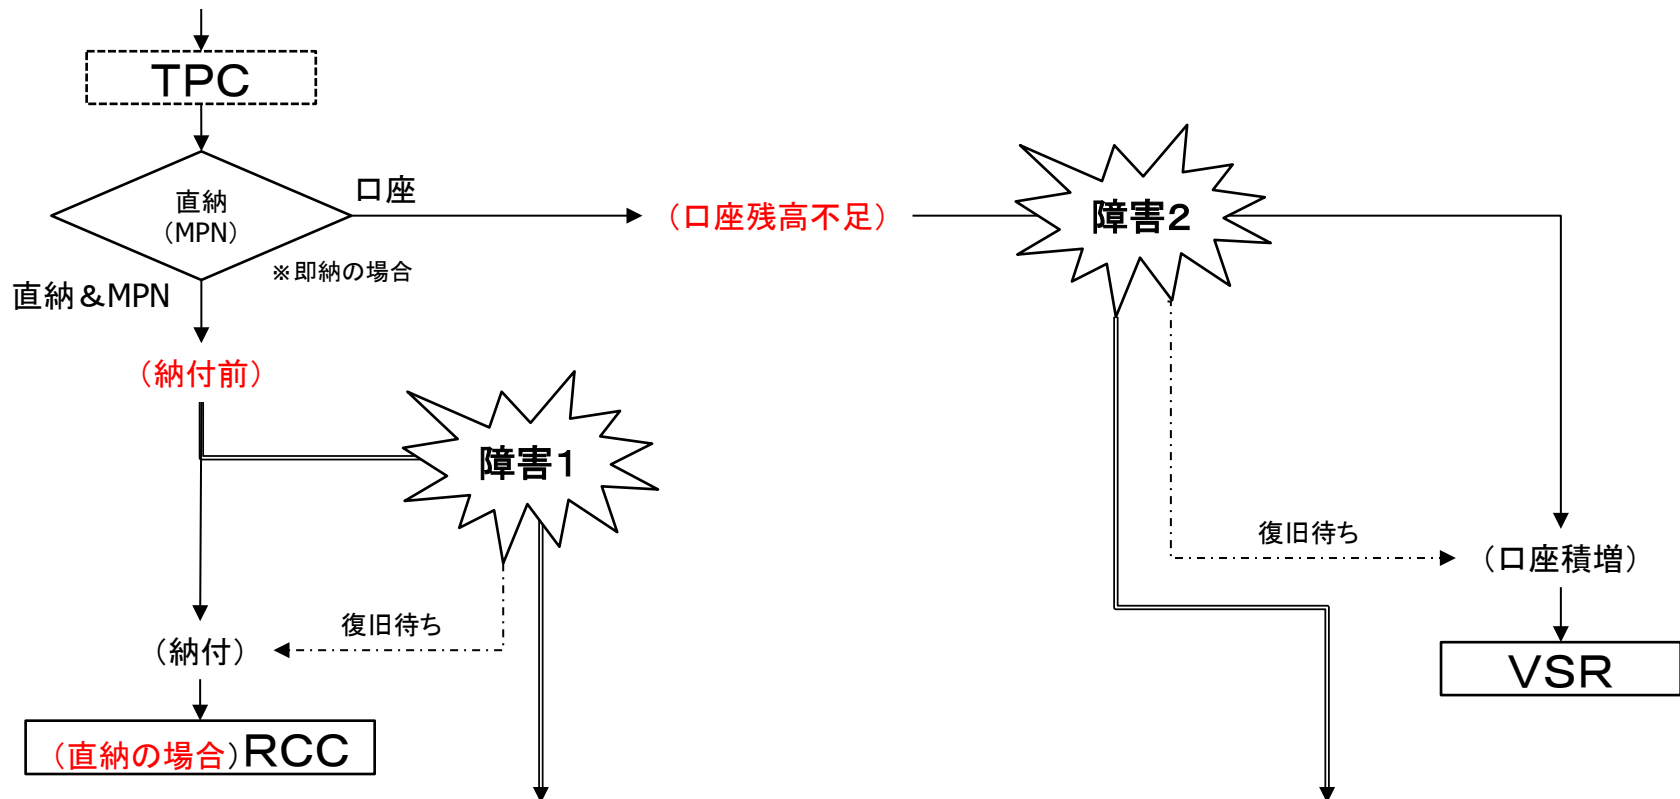 ＴＰＣ
直納
（MPN）
口座
※即納の場合
直納＆MPN
（口座残高不足）
障害２
（納付前）
障害１
復旧待ち
（口座積増）
復旧待ち
（納付）
ＶＳＲ
（直納の場合）ＲＣＣ